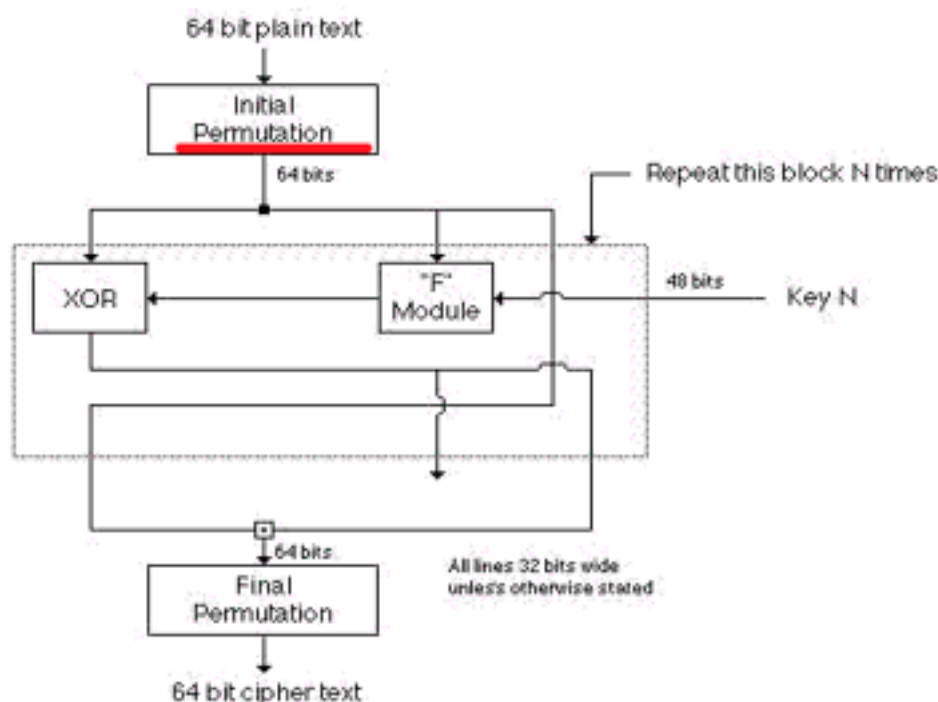 64 bit plain text
Initial
Permutation
64 bits
Repeat this block N times
XOR
"F"
Module
48 bits
Key N
64 bits
All lines 32 bits wide
unles's otherwise stated
Final
Permutation
64 bit cipher text